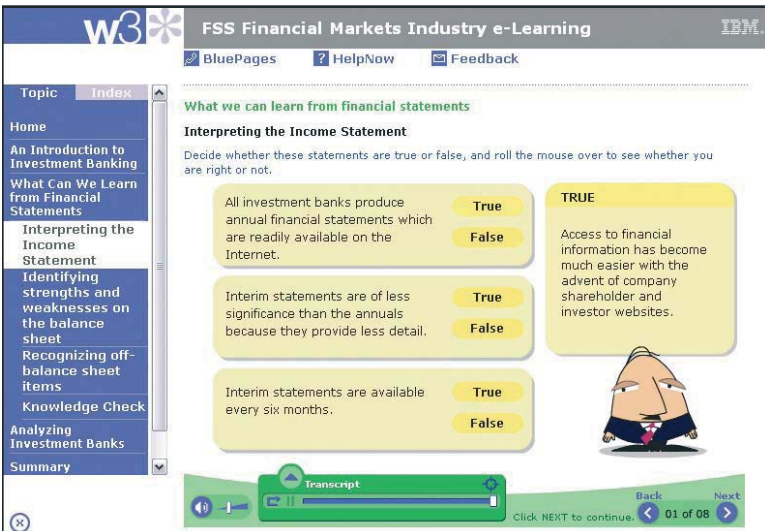 w3
FSS Financial Markets Industry e-Learning
IBM.
BluePages
? HelpNow
Feedback
Topic
Index
Home
An Introduction to
Investment Banking
What Can We Learn
from Financial
Statements
Interpreting the
Income
Statement
Identifying
strengths and
weaknesses on
the balance
sheet
Recognizing off-
balance sheet
items
Knowledge Check
Analyzing
Investment Banks
Summary
What we can learn from financial statements
Interpreting the Income Statement
Decide whether these statements are true or false, and roll the mouse over to see whether you
are right or not.
All investment banks produce
annual financial statements which
are readily available on the
Internet.
True
False
Interim statements are of less
significance than the annuals
because they provide less detail.
True
False
Interim statements are available
every six months.
True
False
TRUE
Access to financial
information has become
much easier with the
advent of company
shareholder and
investor websites.
Transcript
Click NEXT to continue.
Back
Next
01 of 08